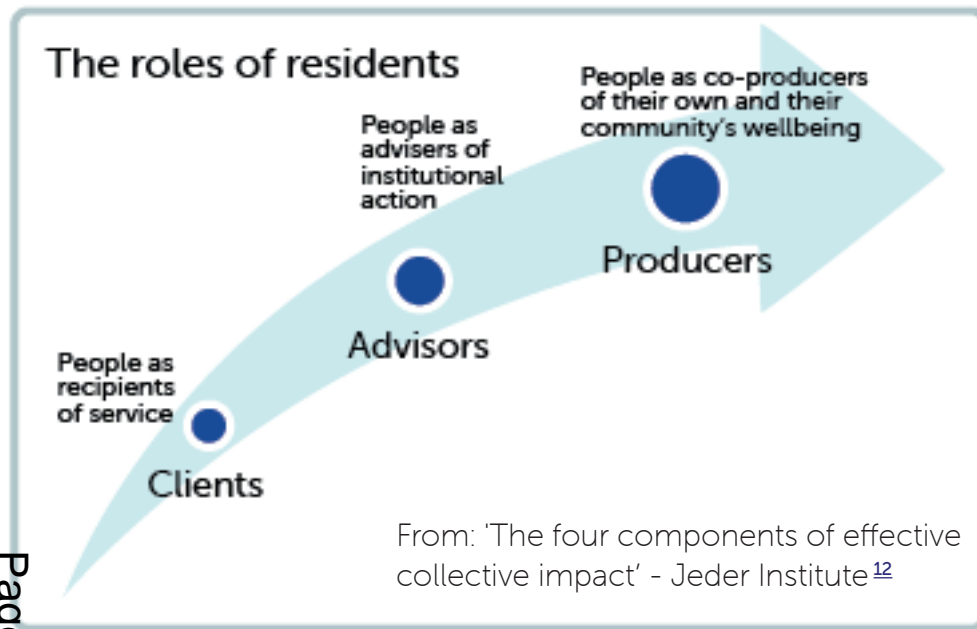 The roles of residents
People as co-producers
of their own and their
community's wellbeing
People as
advisers of
institutional
action
Producers
Advisors
People as
recipients
of service
Clients
From: 'The four components of effective
collective impact’ - Jeder Institute 12